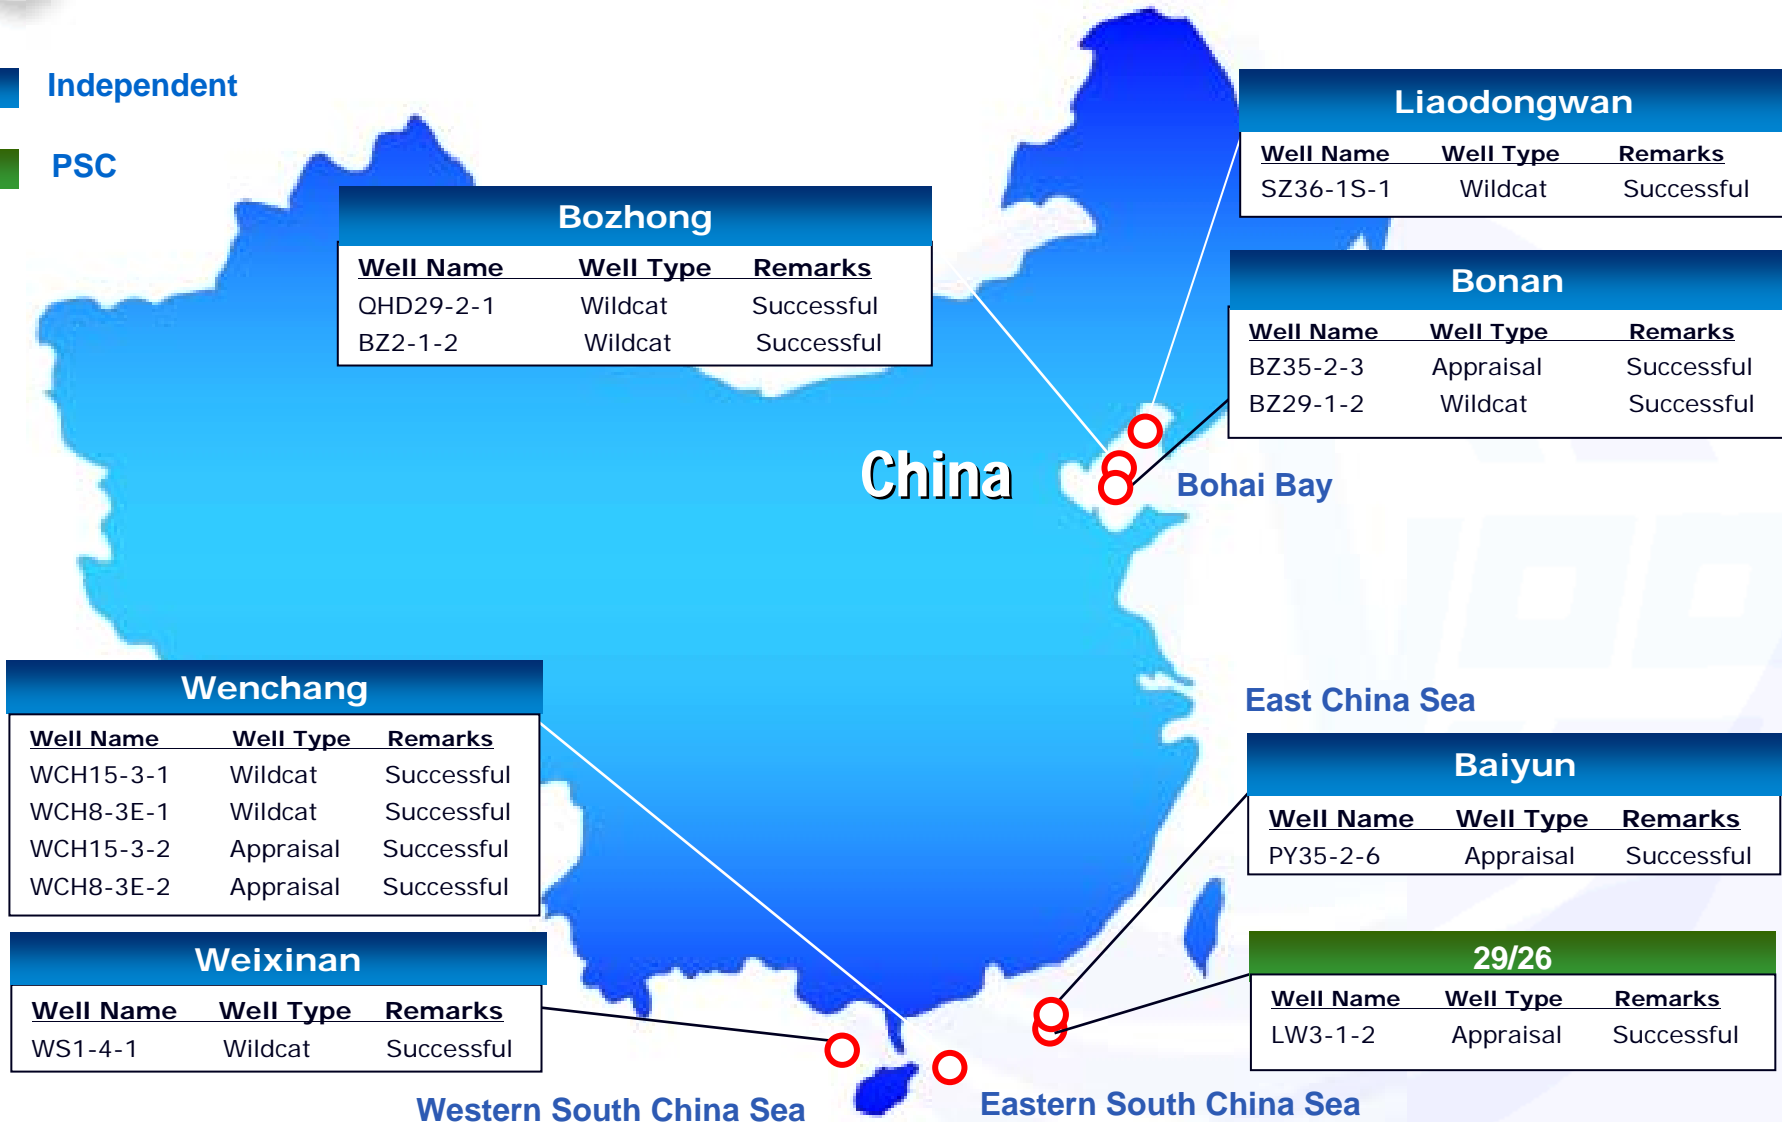 Independent
PSC
Liaodongwan
Well Name Well Type Remarks
SZ36-1S-1 Wildcat Successful
Bozhong
Well Name Well Type Remarks
QHD29-2-1 Wildcat Successful
BZ2-1-2 Wildcat Successful
Bonan
Well Name Well Type Remarks
BZ35-2-3 Appraisal Successful
BZ29-1-2 Wildcat Successful
China
Bohai Bay
Wenchang
Well Name Well Type Remarks
WCH15-3-1 Wildcat Successful
WCH8-3E-1 Wildcat Successful
WCH15-3-2 Appraisal Successful
WCH8-3E-2 Appraisal Successful
East China Sea
Baiyun
Well Name Well Type Remarks
PY35-2-6 Appraisal Successful
Weixinan
Well Name Well Type Remarks
WS1-4-1 Wildcat Successful
29/26
Well Name Well Type Remarks
LW3-1-2 Appraisal Successful
Western South China Sea
Eastern South China Sea